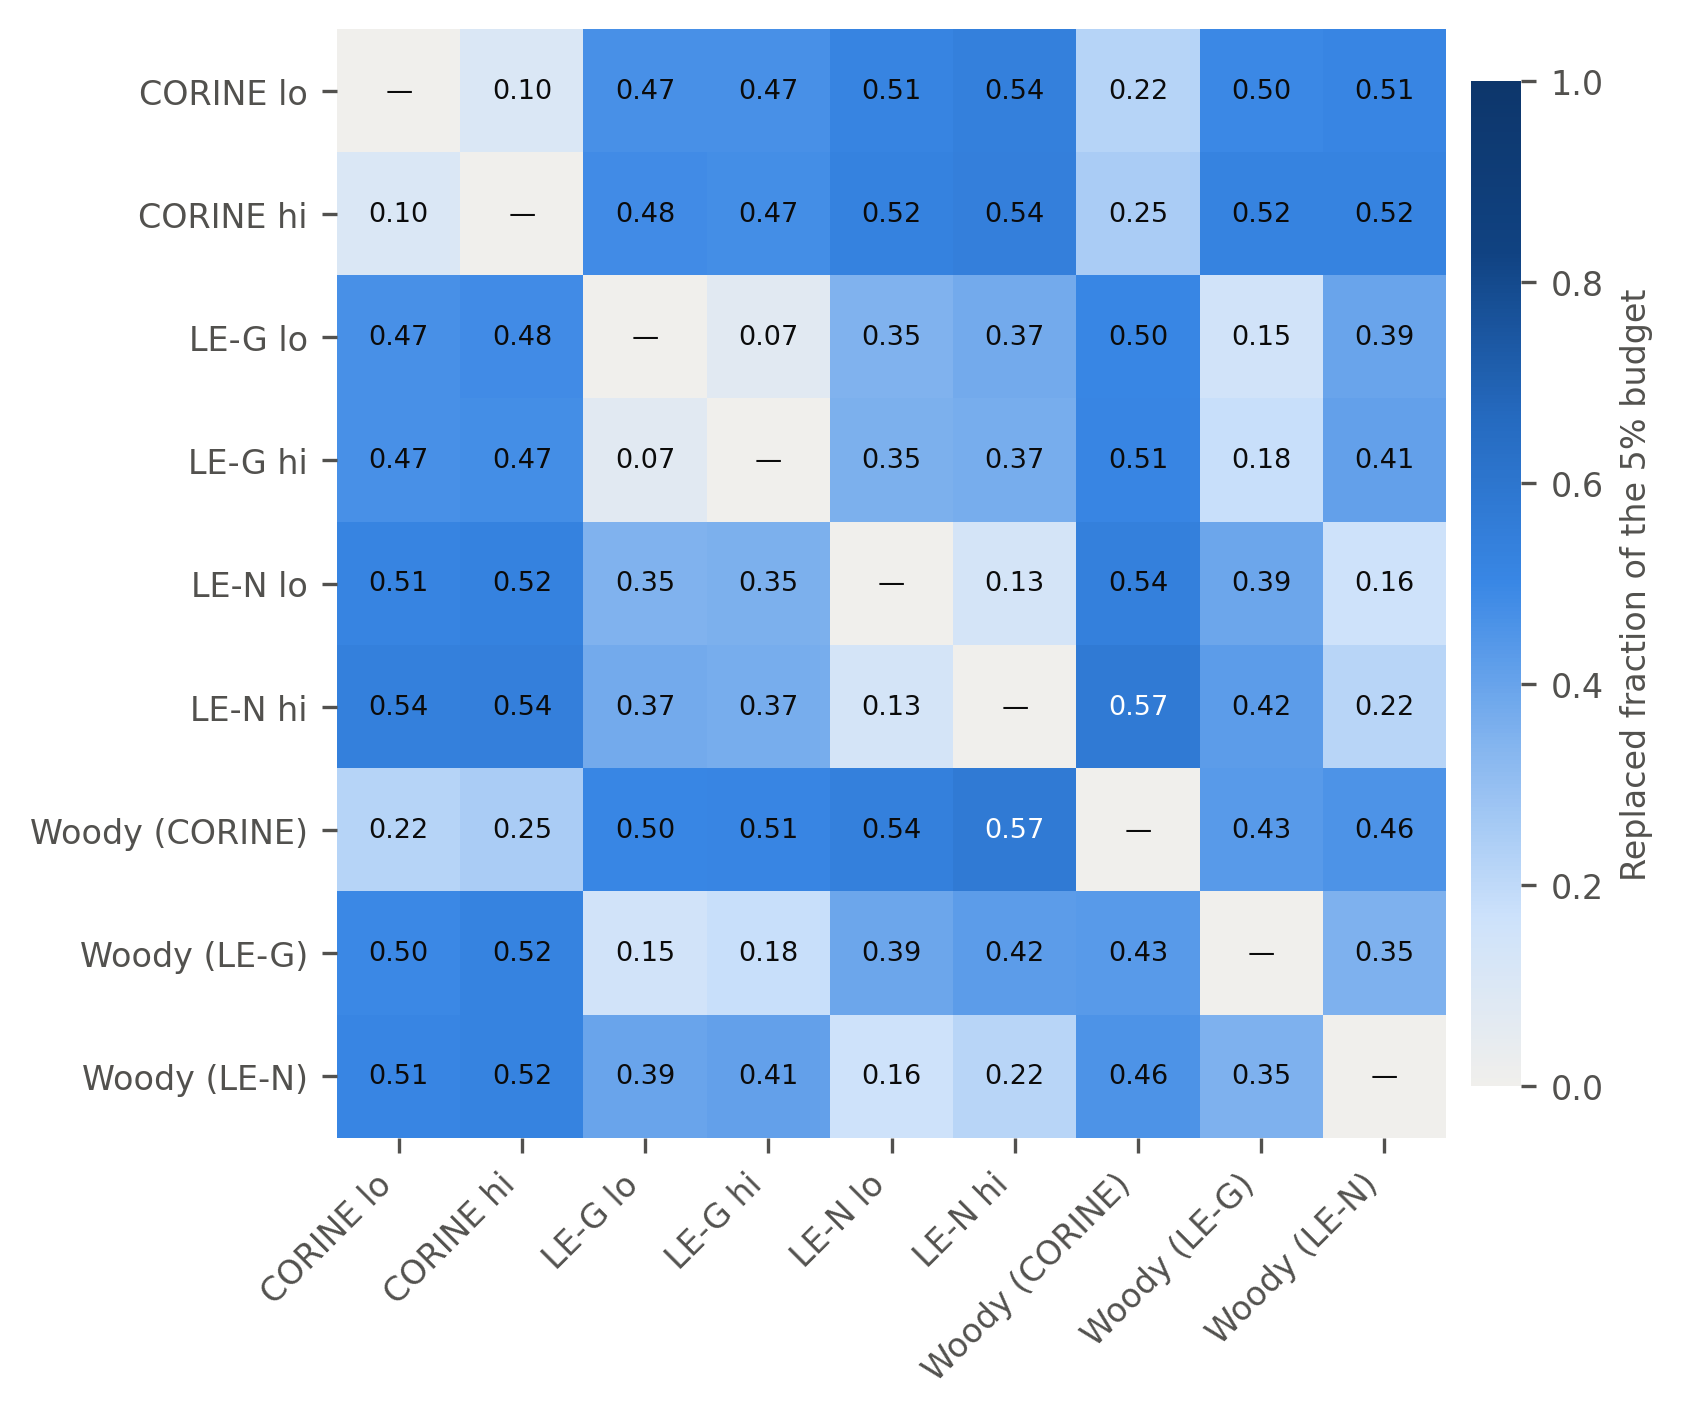 CORINE lo — 0.10 0.47 0.47 0.51 0.54 0.22 0.50 0.51
CORINE hi 0.10 — 0.48 0.47 0.52 0.54 0.25 0.52 0.52
LE-G lo 0.47 0.48 — 0.07 0.35 0.37 0.50 0.15 0.39
LE-G hi 0.47 0.47 0.07 — 0.35 0.37 0.51 0.18 0.41
LE-N lo 0.51 0.52 0.35 0.35 — 0.13 0.54 0.39 0.16
LE-N hi 0.54 0.54 0.37 0.37 0.13 — 0.57 0.42 0.22
Woody (CORINE) 0.22 0.25 0.50 0.51 0.54 0.57 — 0.43 0.46
Woody (LE-G) 0.50 0.52 0.15 0.18 0.39 0.42 0.43 — 0.35
Woody (LE-N) 0.51 0.52 0.39 0.41 0.16 0.22 0.46 0.35 —
CORINE lo
CORINE hi
LE-G lo
LE-G hi
LE-N lo
LE-N hi
Woody (CORINE)
Woody (LE-G)
Woody (LE-N)
1.0
0.8
0.6
0.4
0.2
0.0
Replaced fraction of the 5% budget